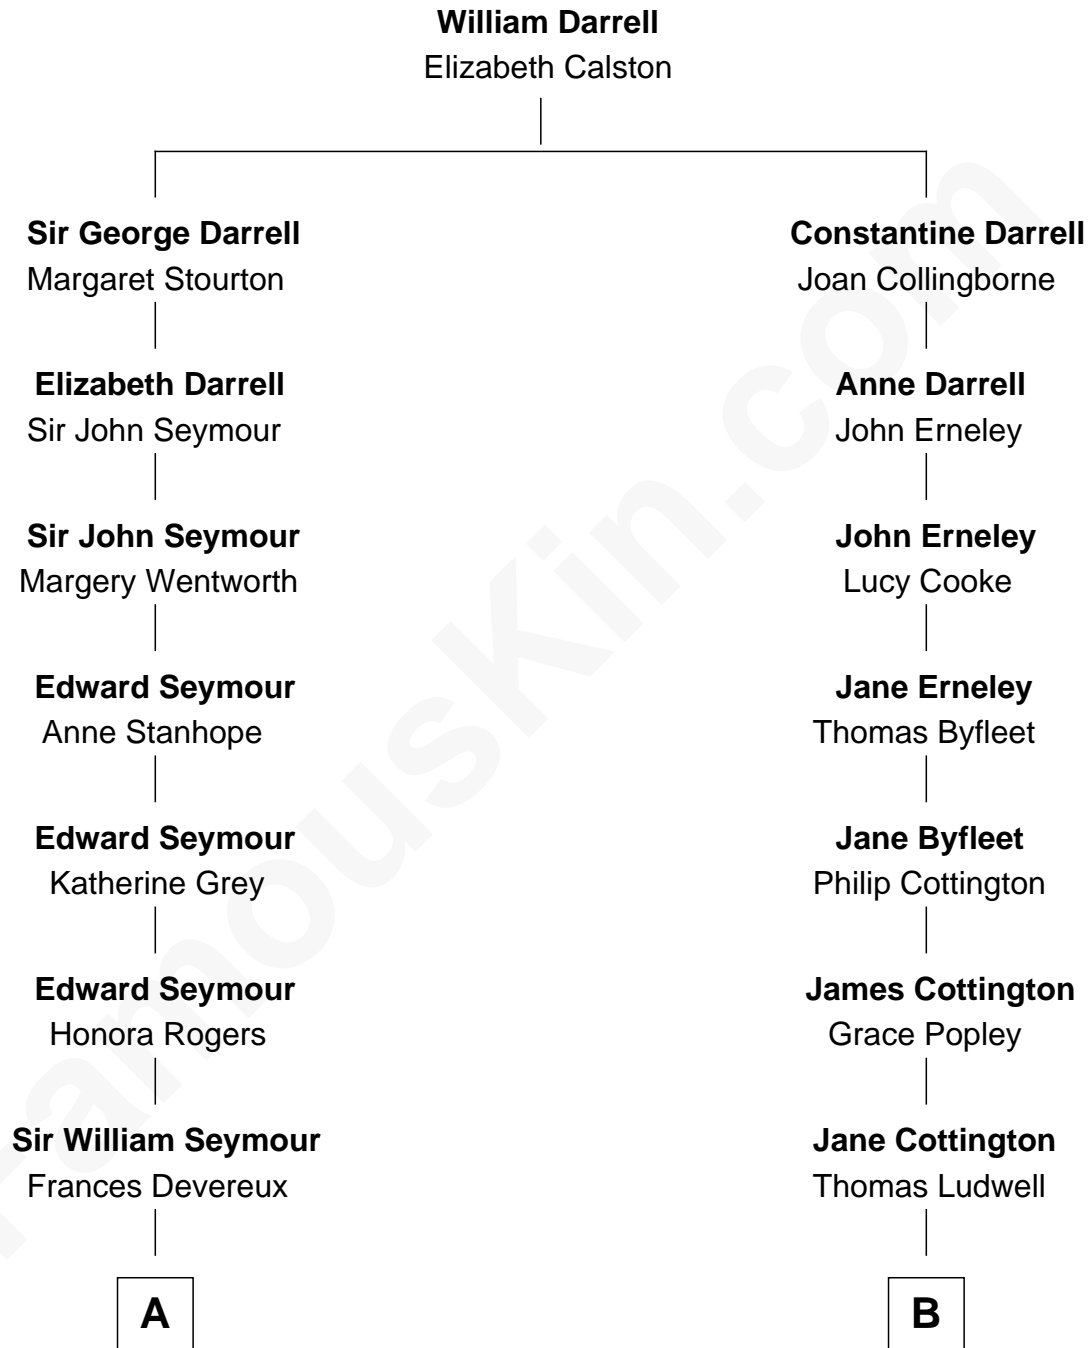 William Darrell
Elizabeth Calston
Sir George Darrell
Margaret Stourton
Constantine Darrell
Joan Collingborne
Elizabeth Darrell
Sir John Seymour
Anne Darrell
John Erneley
Sir John Seymour
Margery Wentworth
John Erneley
Lucy Cooke
Edward Seymour
Anne Stanhope
Jane Erneley
Thomas Byfleet
Edward Seymour
Katherine Grey
Jane Byfleet
Philip Cottington
Edward Seymour
Honora Rogers
James Cottington
Grace Popley
Sir William Seymour
Frances Devereux
Jane Cottington
Thomas Ludwell
A
B
FamousKin.com